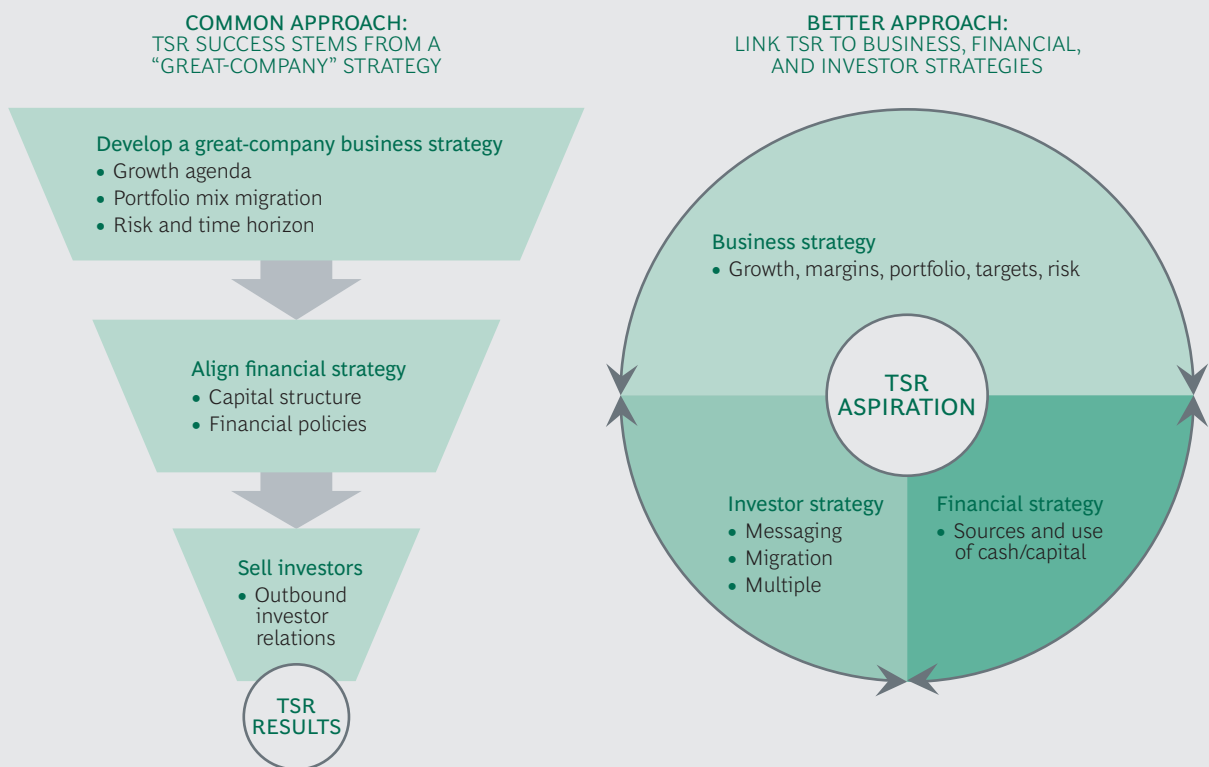 COMMON APPROACH:
TSR SUCCESS STEMS FROM A
“GREAT-COMPANY” STRATEGY
Develop a great-company business strategy
• Growth agenda
• Portfolio mix migration
• Risk and time horizon
Align financial strategy
• Capital structure
• Financial policies
Sell investors
• Outbound
investor
relations
TSR
RESULTS
BETTER APPROACH:
LINK TSR TO BUSINESS, FINANCIAL,
AND INVESTOR STRATEGIES
Business strategy
• Growth, margins, portfolio, targets, risk
TSR
ASPIRATION
Investor strategy
• Messaging
• Migration
• Multiple
Financial strategy
• Sources and use
of cash/capital